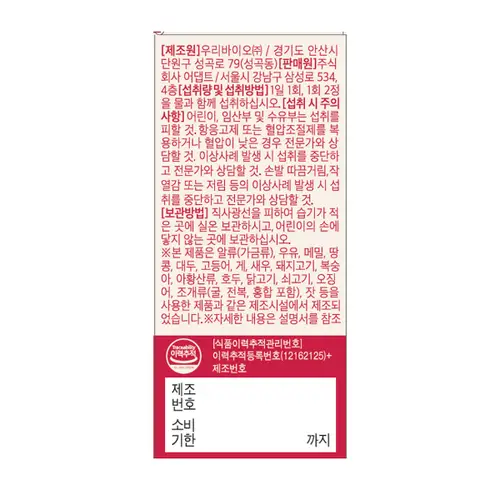 [제조원]우리바이오㈜ / 경기도 안산시
단원구 성곡로 79(성곡동)[판매원]주식
회사 어댑트 / 서울시 강남구 삼성로 534,
4층[섭취량 및 섭취방법] 1일 1회, 1회 2정
을 물과 함께 섭취하십시오. [섭취 시 주의
사항] 어린이, 임산부 및 수유부는 섭취를
피할 것. 항응고제 또는 혈압조절제를 복
용하거나 혈압이 낮은 경우 전문가와 상
담할 것. 이상사례 발생 시 섭취를 중단하
고 전문가와 상담할 것. 손발 따끔거림,작
열감 또는 저림 등의 이상사례 발생 시 섭
취를 중단하고 전문가와 상담할 것.
[보관방법] 직사광선을 피하여 습기가 적
은 곳에 실온 보관하시고, 어린이의 손에
닿지 않는 곳에 보관하십시오.
※본 제품은 알류(가금류), 우유, 메밀, 땅
콩, 대두, 고등어, 게, 새우, 돼지고기, 복숭
아, 아황산류, 호두, 닭고기, 쇠고기, 오징
어, 조개류(굴, 전복, 홍합 포함), 잣 등을
사용한 제품과 같은 제조시설에서 제조되
었습니다.※자세한 내용은 설명서를 참조
Traceability
이력추적
[식품이력추적관리번호]
이력추적등록번호(12162125)+
제조번호
제조
번호
소비
기한 까지